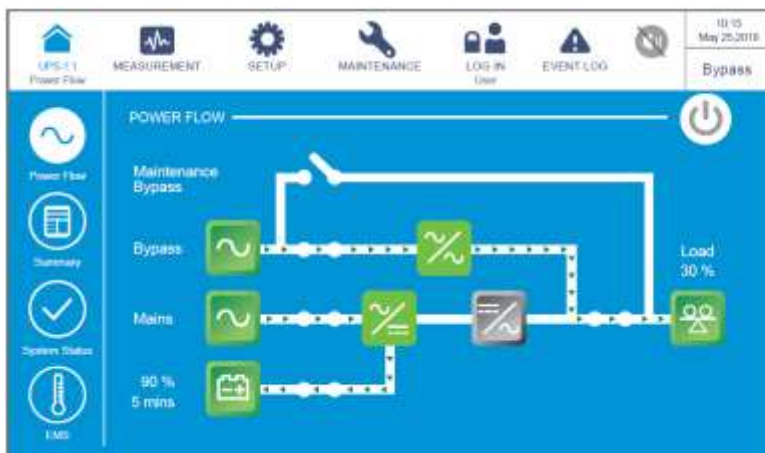 UPS-1.1
Power Flow
MEASUREMENT
SETUP
MAINTENANCE
LOG IN
User
EVENT LOG
10:15
May 25,2018
Bypass
POWER FLOW
Power Flow
Summary
System Status
EMS
Maintenance
Bypass
Bypass
Mains
90 %
5 mins
Load
30 %